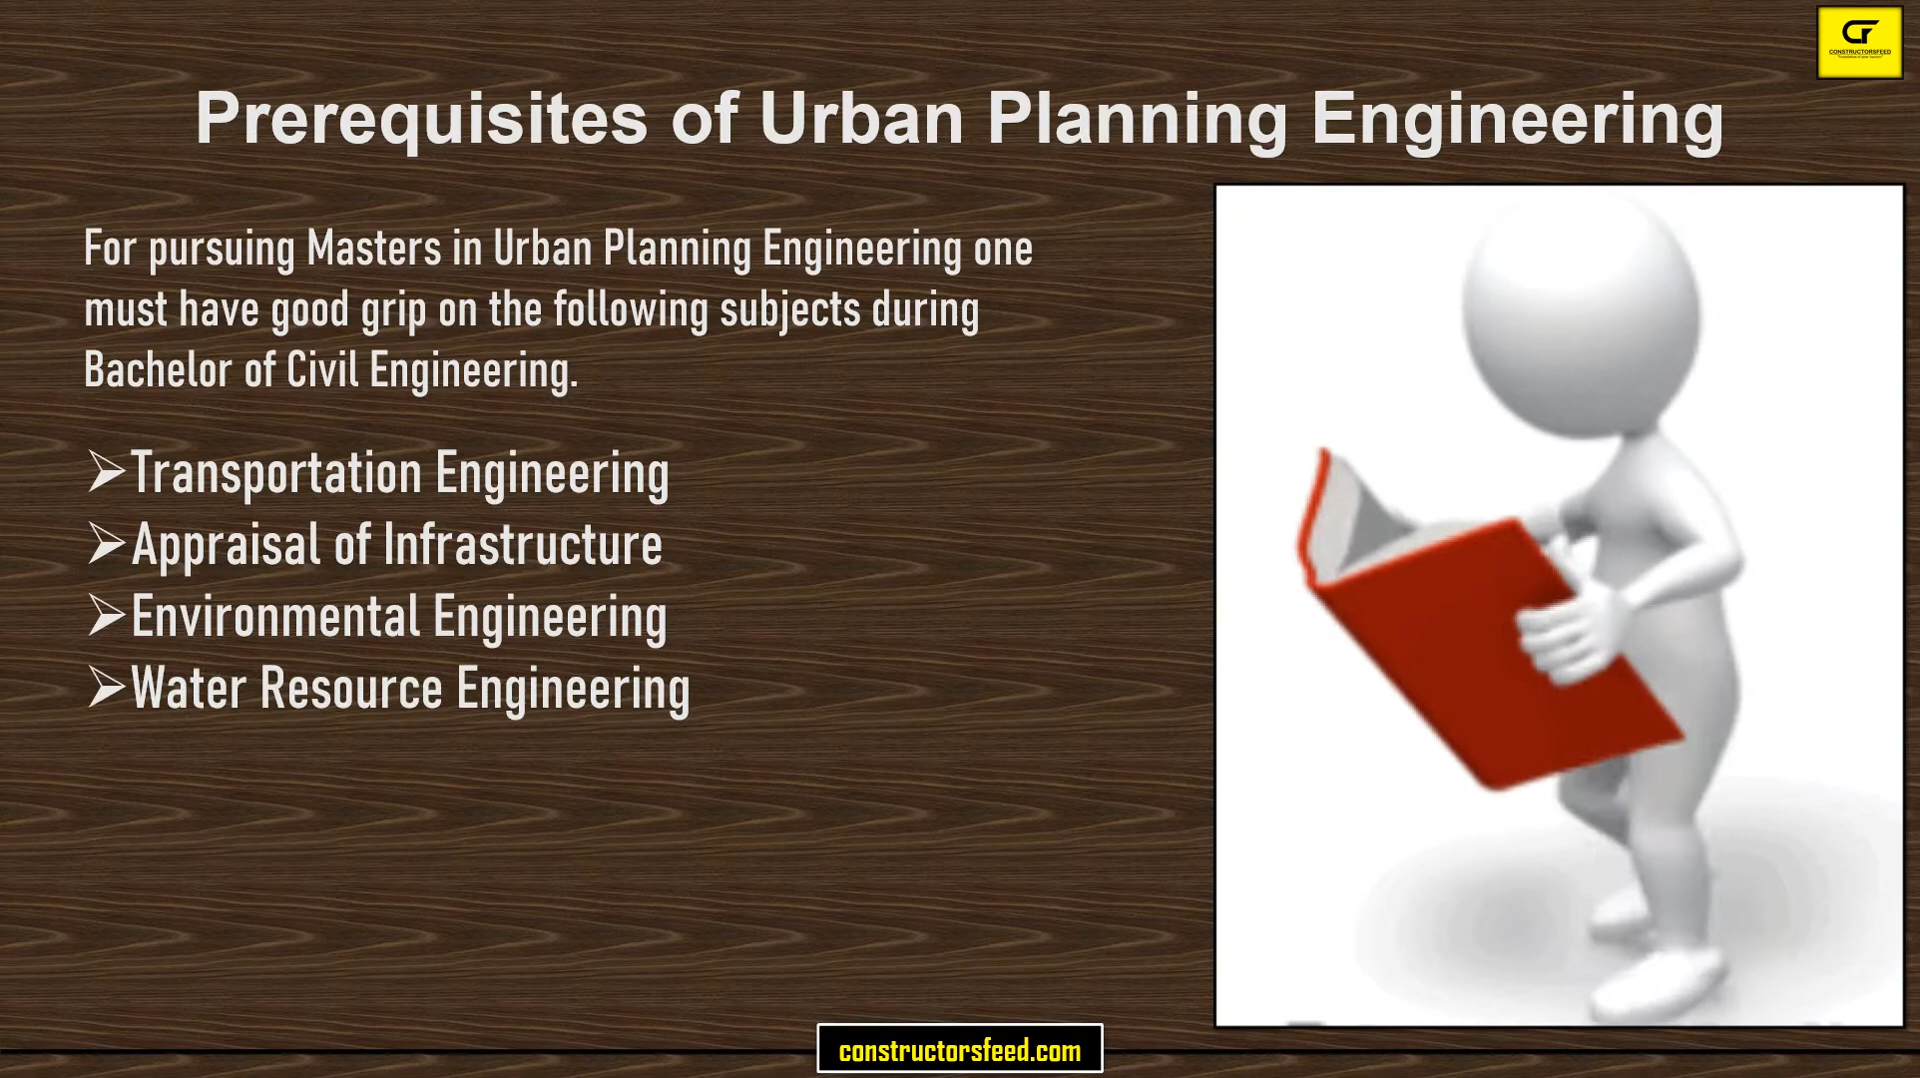 CF
CONSTRUCTORSFEED
Prerequisites of Urban Planning Engineering
For pursuing Masters in Urban Planning Engineering one
must have good grip on the following subjects during
Bachelor of Civil Engineering.
➢Transportation Engineering
➢Appraisal of Infrastructure
➢Environmental Engineering
➢Water Resource Engineering
constructorsfeed.com